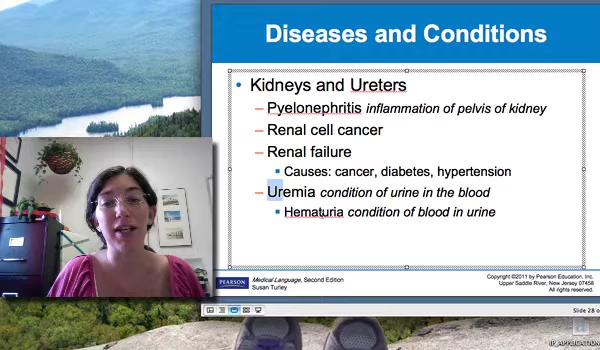 Diseases and Conditions
• Kidneys and Ureters
– Pyelonephritis inflammation of pelvis of kidney
– Renal cell cancer
– Renal failure
▪ Causes: cancer, diabetes, hypertension
– Uremia condition of urine in the blood
▪ Hematuria condition of blood in urine
PEARSON
Medical Language, Second Edition
Susan Turley
Copyright ©2011 by Pearson Education, Inc.
Upper Saddle River, New Jersey 07458
All rights reserved.
Slide 28 o
IP_APPLICATION